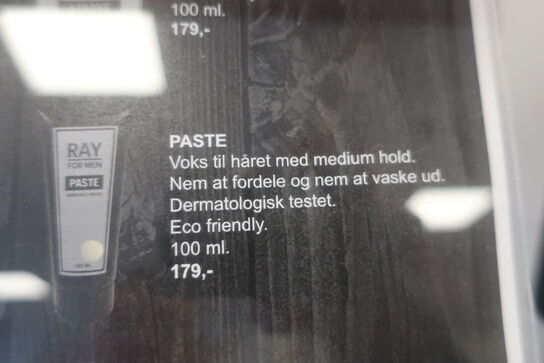 100 ml.
179,-
RAY
FOR MEN
PASTE
PASTE
Voks til håret med medium hold.
Nem at fordele og nem at vaske ud.
Dermatologisk testet.
Eco friendly.
100 ml.
179,-